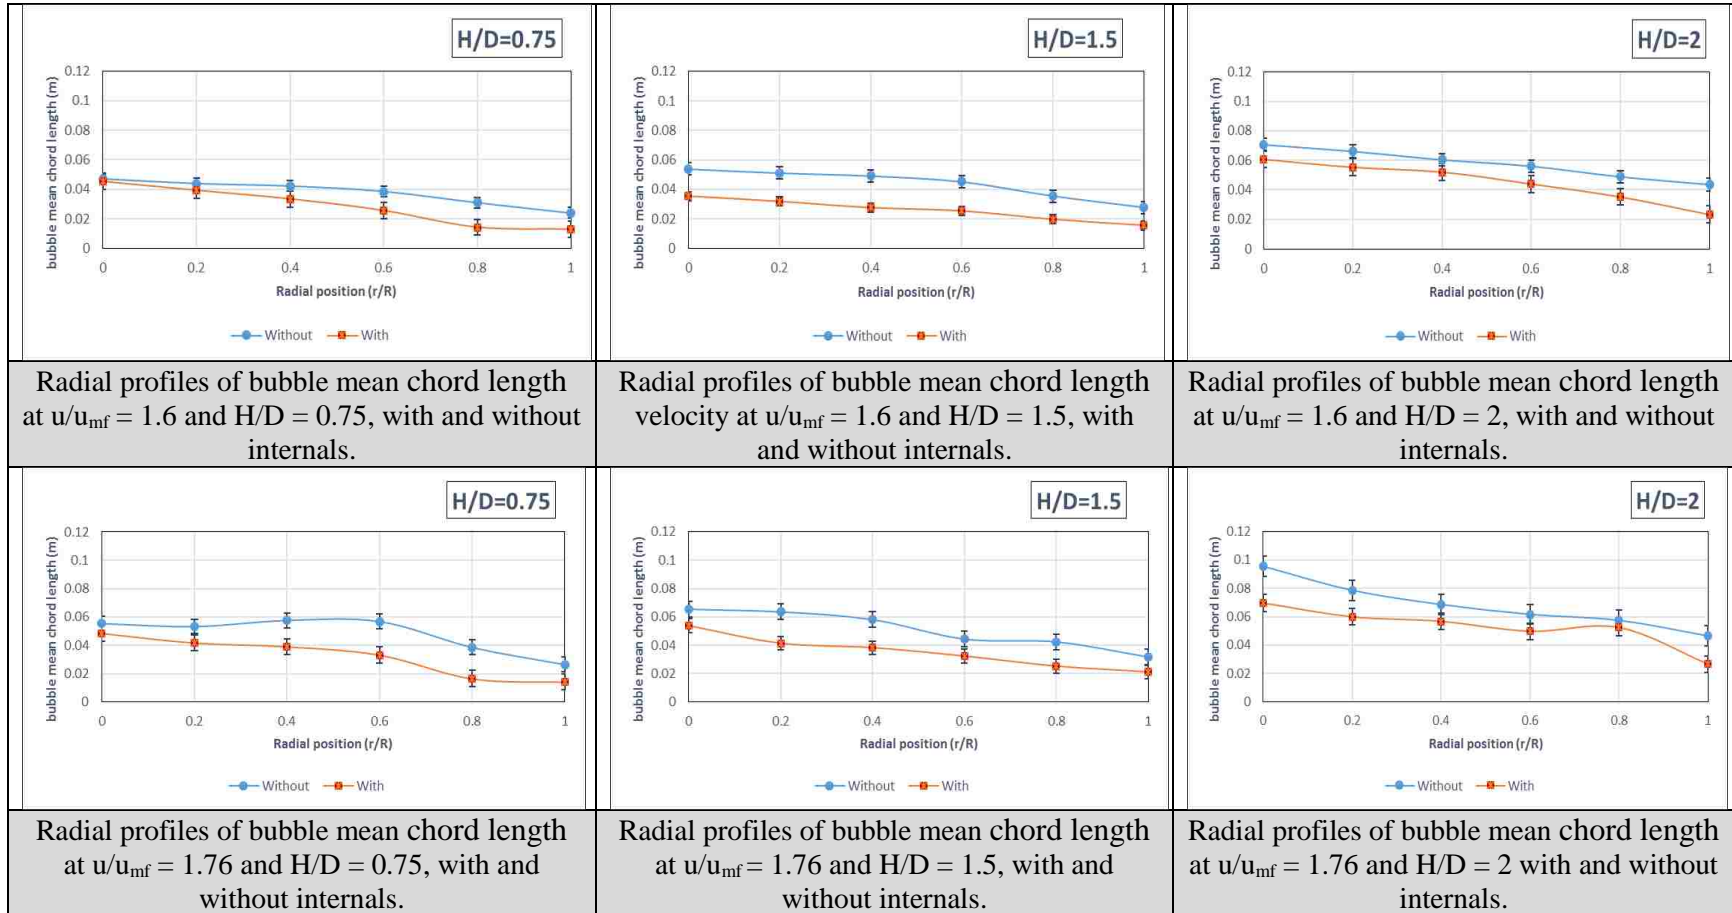 H/D=0.75
bubble mean chord length (m)
0.12
0.1
0.08
0.06
0.04
0.02
0
0 0.2 0.4 0.6 0.8 1
Radial position (r/R)
Without With
Radial profiles of bubble mean chord length
at u/umf = 1.6 and H/D = 0.75, with and without
internals.
H/D=1.5
bubble mean chord length (m)
0.12
0.1
0.08
0.06
0.04
0.02
0
0 0.2 0.4 0.6 0.8 1
Radial position (r/R)
Without With
Radial profiles of bubble mean chord length
velocity at u/umf = 1.6 and H/D = 1.5, with
and without internals.
H/D=2
bubble mean chord length (m)
0.12
0.1
0.08
0.06
0.04
0.02
0
0 0.2 0.4 0.6 0.8 1
Radial position (r/R)
Without With
Radial profiles of bubble mean chord length
at u/umf = 1.6 and H/D = 2, with and without
internals.
H/D=0.75
bubble mean chord length (m)
0.12
0.1
0.08
0.06
0.04
0.02
0
0 0.2 0.4 0.6 0.8 1
Radial position (r/R)
Without With
Radial profiles of bubble mean chord length
at u/umf = 1.76 and H/D = 0.75, with and
without internals.
H/D=1.5
bubble mean chord length (m)
0.12
0.1
0.08
0.06
0.04
0.02
0
0 0.2 0.4 0.6 0.8 1
Radial position (r/R)
Without With
Radial profiles of bubble mean chord length
at u/umf = 1.76 and H/D = 1.5, with and
without internals.
H/D=2
bubble mean chord length (m)
0.12
0.1
0.08
0.06
0.04
0.02
0
0 0.2 0.4 0.6 0.8 1
Radial position (r/R)
Without With
Radial profiles of bubble mean chord length
at u/umf = 1.76 and H/D = 2 with and without
internals.